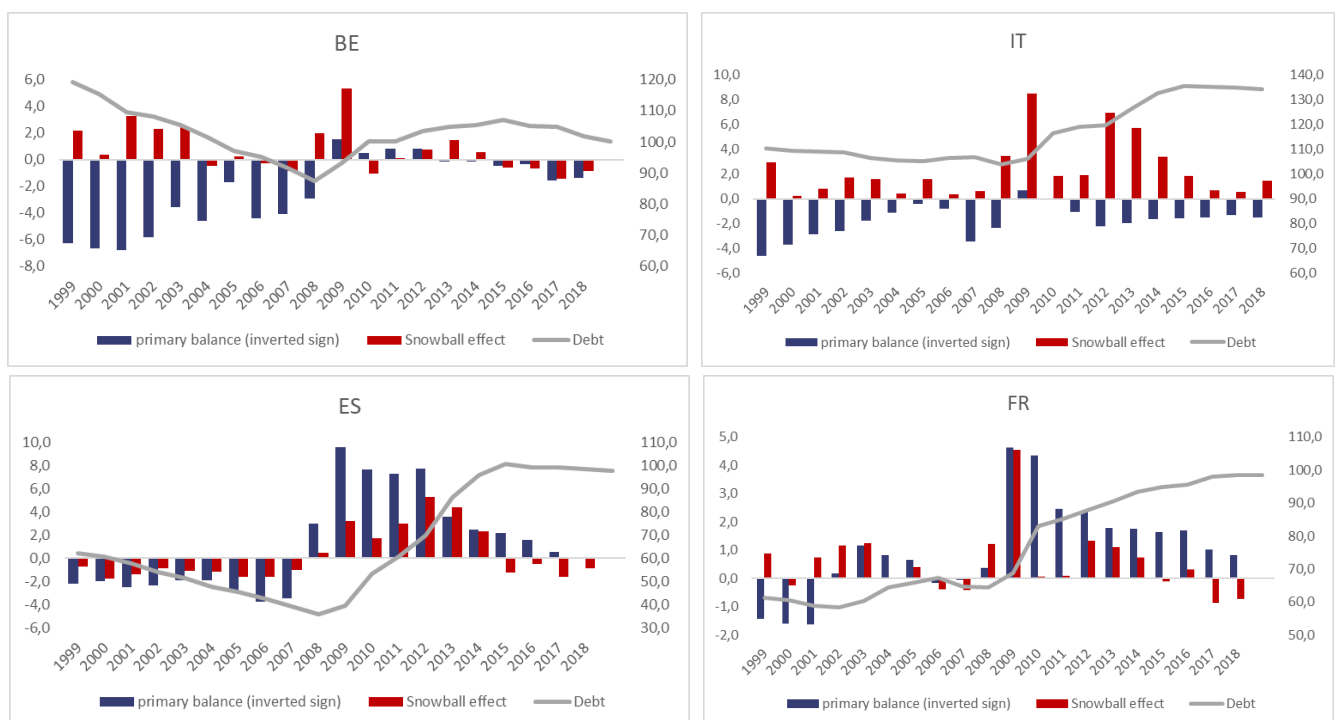 BE
6,0 120,0
4,0 110,0
2,0 100,0
0,0 90,0
-2,0 80,0
-4,0 70,0
-6,0 60,0
-8,0
1999 2000 2001 2002 2003 2004 2005 2006 2007 2008 2009 2010 2011 2012 2013 2014 2015 2016 2017 2018
primary balance (inverted sign) Snowball effect Debt
IT
10,0 140,0
8,0 130,0
6,0 120,0
4,0 110,0
2,0 100,0
0,0 90,0
-2,0 80,0
-4,0 70,0
-6,0 60,0
1999 2000 2001 2002 2003 2004 2005 2006 2007 2008 2009 2010 2011 2012 2013 2014 2015 2016 2017 2018
primary balance (inverted sign) Snowball effect Debt
ES
10,0 110,0
8,0 100,0
6,0 90,0
4,0 80,0
2,0 70,0
0,0 60,0
-2,0 50,0
-4,0 40,0
-6,0 30,0
1999 2000 2001 2002 2003 2004 2005 2006 2007 2008 2009 2010 2011 2012 2013 2014 2015 2016 2017 2018
primary balance (inverted sign) Snowball effect Debt
FR
5,0 110,0
4,0 100,0
3,0 90,0
2,0 80,0
1,0 70,0
0,0 60,0
-1,0 50,0
-2,0
1999 2000 2001 2002 2003 2004 2005 2006 2007 2008 2009 2010 2011 2012 2013 2014 2015 2016 2017 2018
primary balance (inverted sign) Snowball effect Debt